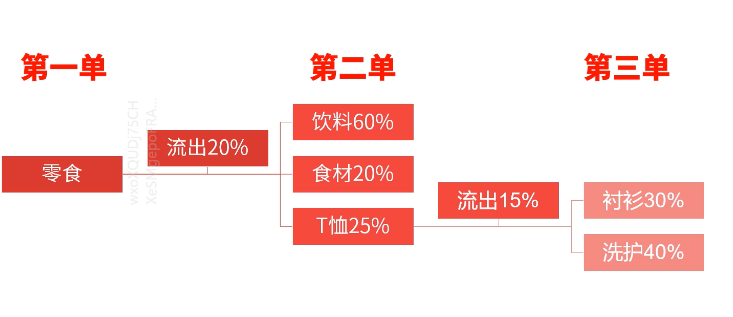 第一单
第二单
第三单
零食
流出20%
饮料60%
食材20%
T恤25%
流出15%
衬衫30%
洗护40%